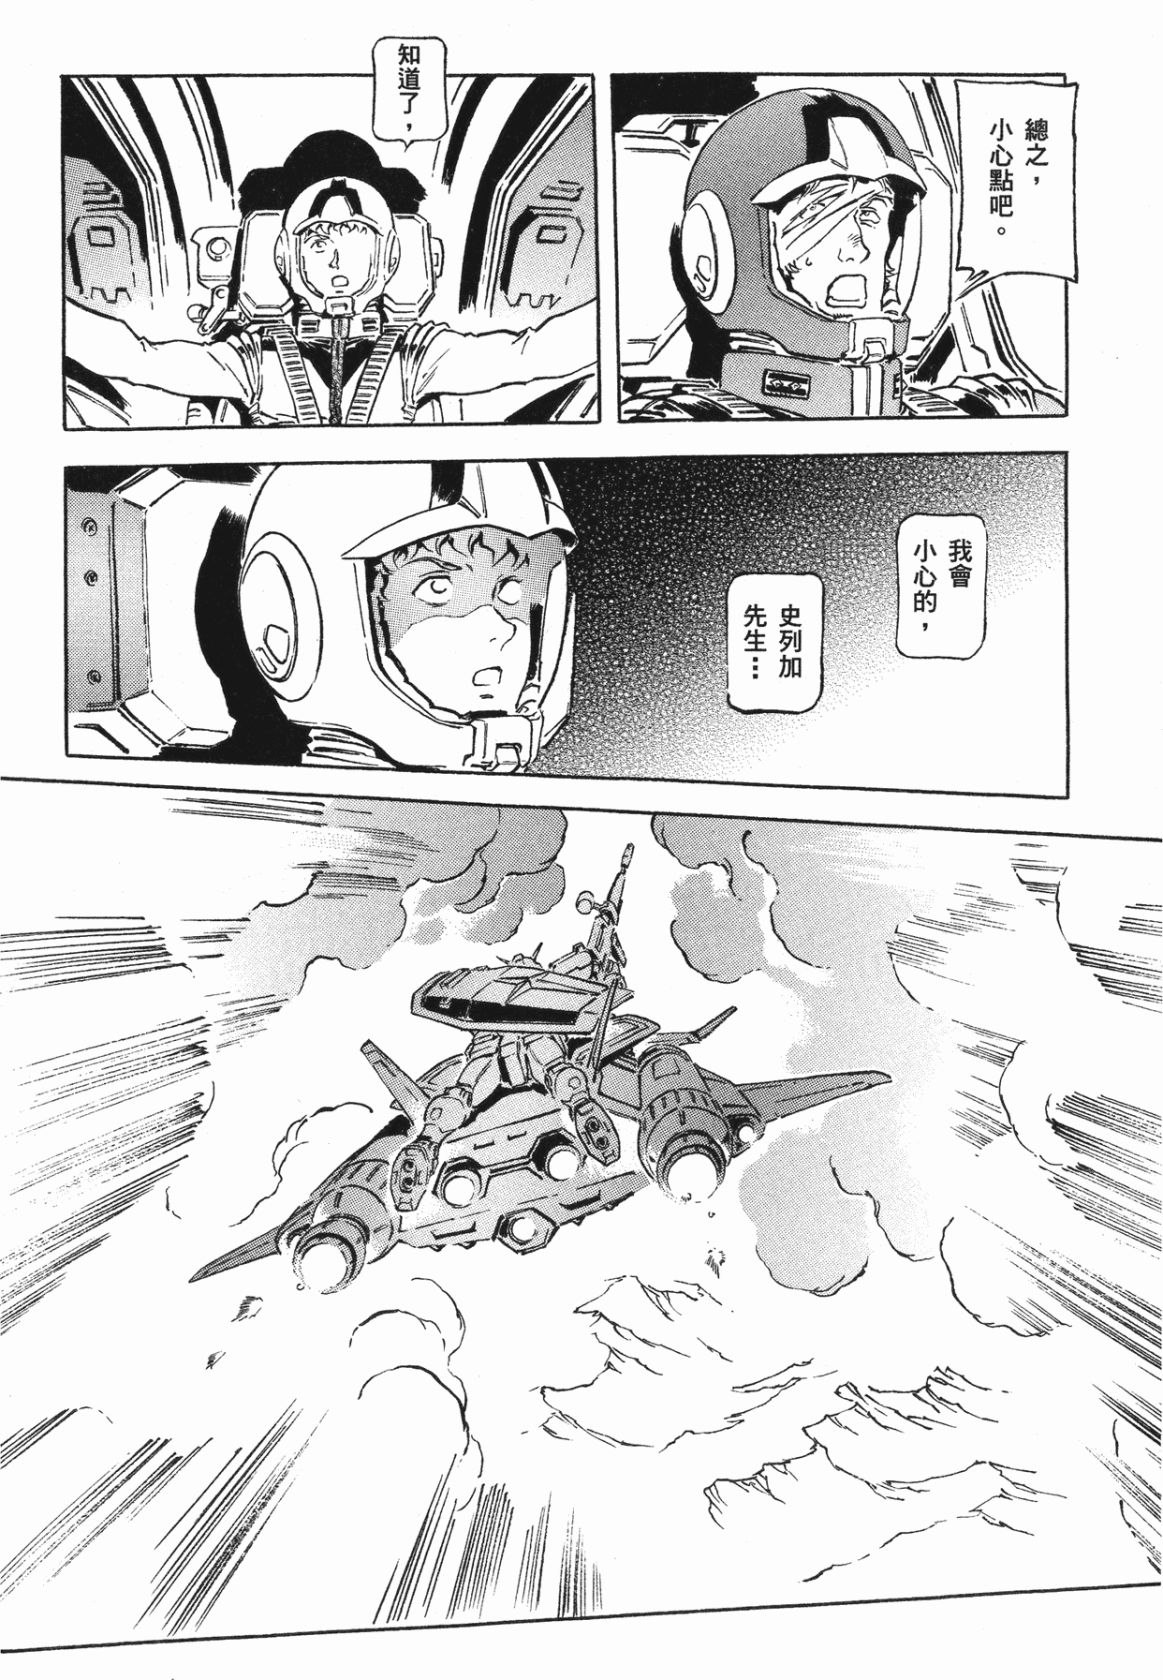 總之，
小心點吧。
知道了，
我會
小心的，
史列加
先生…